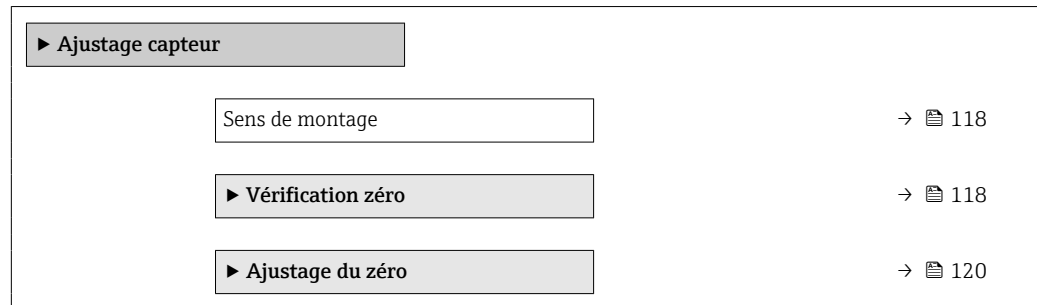 ▶ Ajustage capteur
Sens de montage → 118
▶ Vérification zéro → 118
▶ Ajustage du zéro → 120